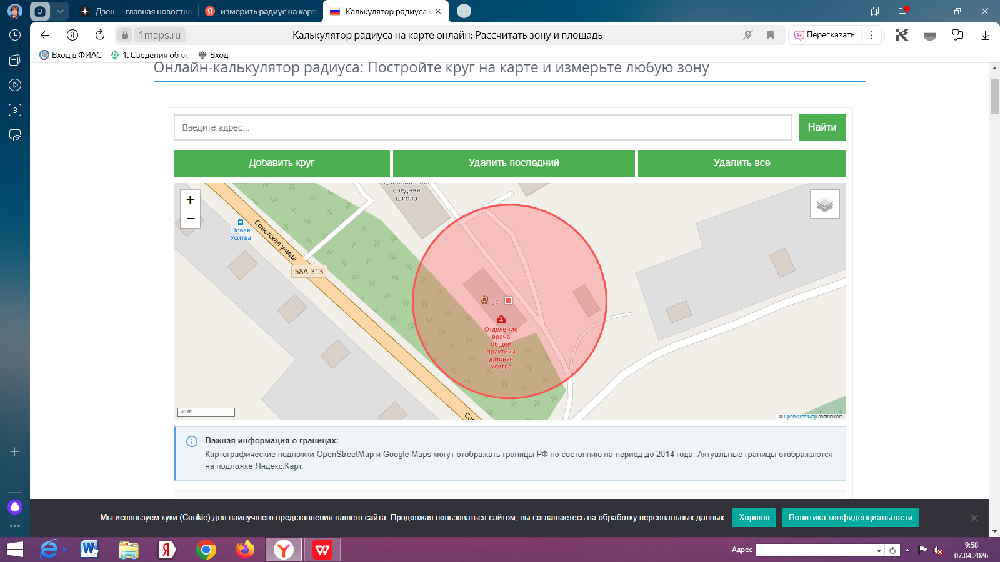 3
Дзен — главная новостна
измерить радиус на карт
Калькулятор радиуса н
1maps.ru
Калькулятор радиуса на карте онлайн: Рассчитать зону и площадь
Пересказать
Вход в ФИАС
1. Сведения об ор
Вход
3
Онлайн-калькулятор радиуса: Постройте круг на карте и измерьте любую зону
Введите адрес...
Найти
Добавить круг
Удалить последний
Удалить все
+
−
средняя
школа
Новая
Уситва
Советская улица
58А-313
27
Отделение
врача
общей
практики
д.Новая
Уситва
Сов
30 m
© OpenStreetMap contributors
Важная информация о границах:
Картографические подложки OpenStreetMap и Google Maps могут отображать границы РФ по состоянию на период до 2014 года. Актуальные границы отображаются
на подложке Яндекс.Карт.
Мы используем куки (Cookie) для наилучшего представления нашего сайта. Продолжая пользоваться сайтом, вы соглашаетесь на обработку персональных данных.
Хорошо
Политика конфиденциальности
Адрес
9:58
07.04.2026